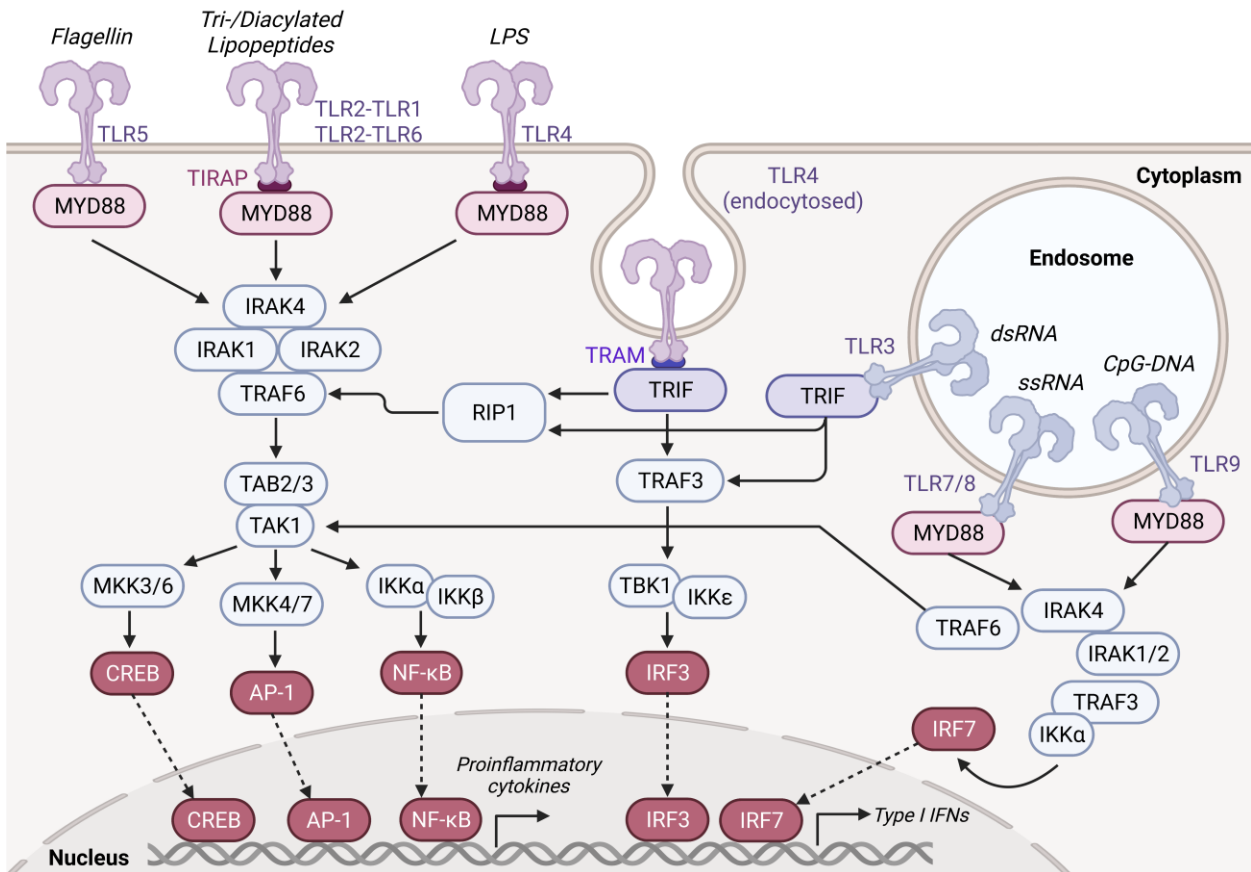 Flagellin
Tri-/Diacylated
Lipopeptides
LPS
TLR5
TLR2-TLR1
TLR2-TLR6
TLR4
TIRAP
MYD88
MYD88
MYD88
TLR4
(endocytosed)
Cytoplasm
Endosome
IRAK4
IRAK1
IRAK2
TRAF6
RIP1
TRAM
TRIF
TLR3
TRIF
dsRNA
ssRNA
CpG-DNA
TLR7/8
TLR9
MYD88
MYD88
TAB2/3
TAK1
TRAF3
MKK3/6
MKK4/7
IKKα
IKKβ
TBK1
IKKε
TRAF6
IRAK4
IRAK1/2
TRAF3
IKKα
CREB
AP-1
NF-κB
IRF3
IRF7
Proinflammatory
cytokines
CREB
AP-1
NF-κB
IRF3
IRF7
Type I IFNs
Nucleus